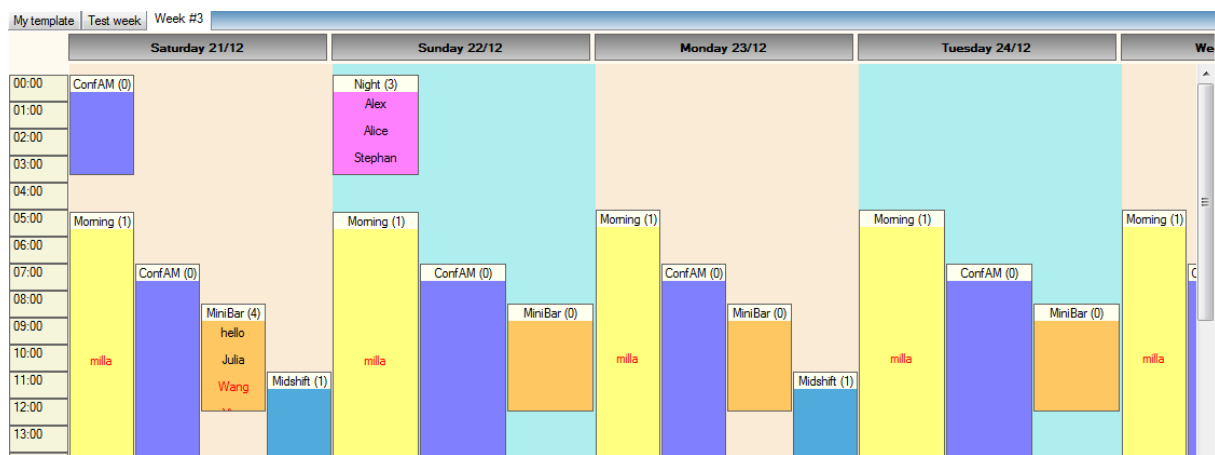 My template Test week Week #3
Saturday 21/12 Sunday 22/12 Monday 23/12 Tuesday 24/12 We
00:00 ConfAM (0) Night (3)
01:00 Alex
02:00 Alice
03:00 Stephan
04:00
05:00 Morning (1) Morning (1) Morning (1) Morning (1) Morning (1)
06:00
07:00 ConfAM (0) ConfAM (0) ConfAM (0) ConfAM (0) C
08:00 MiniBar (4) MiniBar (0) MiniBar (0) MiniBar (0)
09:00 hello
10:00 milla Julia milla milla milla milla
11:00 Wang Midshift (1) Midshift (1)
12:00
13:00